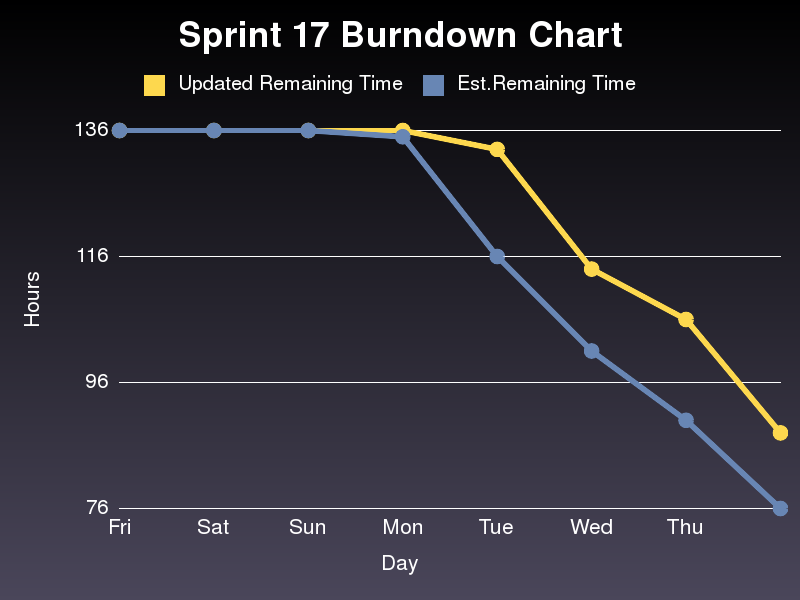 Sprint 17 Burndown Chart
Updated Remaining Time Est.Remaining Time
136
116
96
76
Hours
Fri Sat Sun Mon Tue Wed Thu
Day